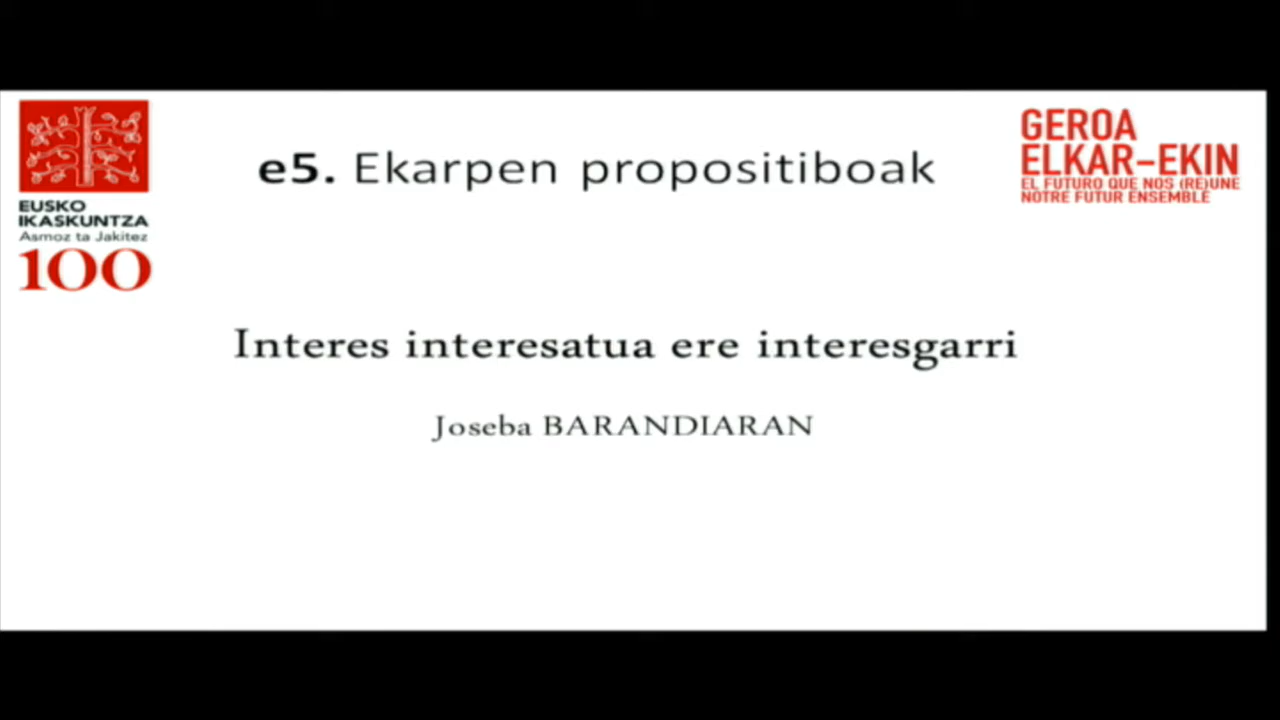 EUSKO
IKASKUNTZA
Asmoz ta Jakitez
100
e5. Ekarpen propositiboak
GEROA
ELKAR-EKIN
EL FUTURO QUE NOS (RE)UNE
NOTRE FUTUR ENSEMBLE
Interes interesatua ere interesgarri
Joseba BARANDIARAN